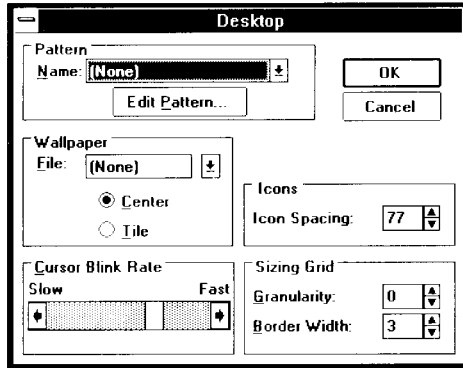 Desktop
Pattern
Name: (None)
Edit Pattern...
OK
Cancel
Wallpaper
File: (None)
Center
Tile
Icons
Icon Spacing: 77
Cursor Blink Rate
Slow Fast
Sizing Grid
Granularity: 0
Border Width: 3